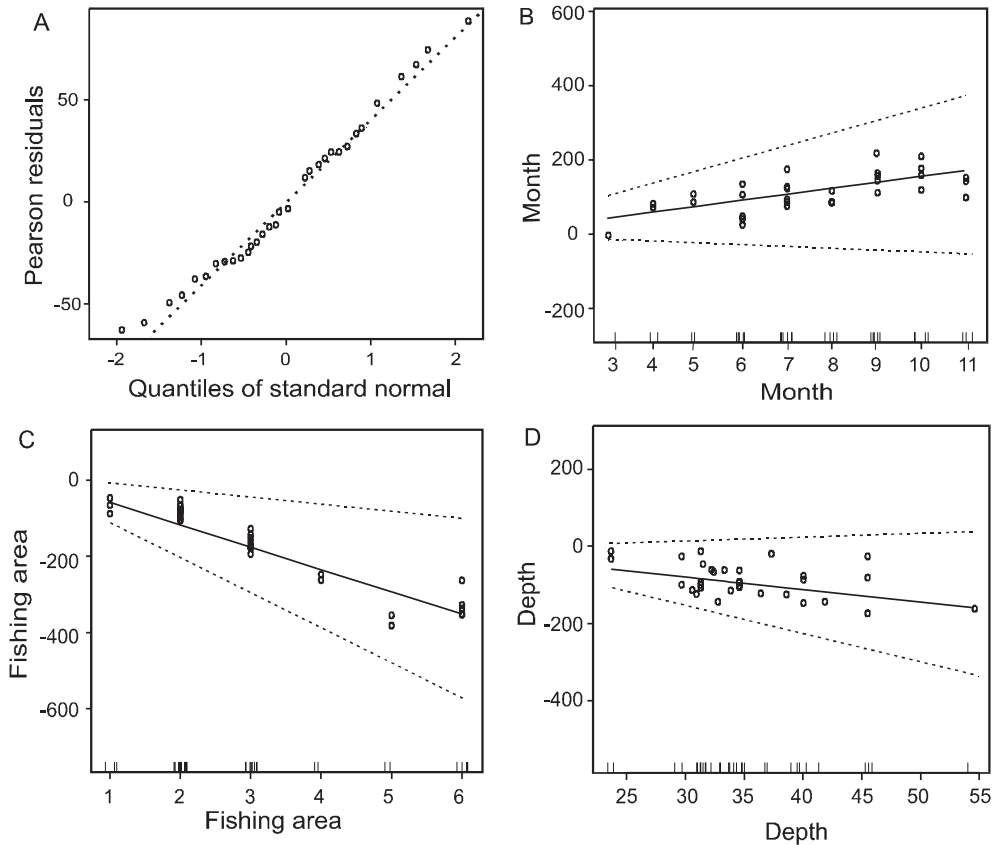 A
Pearson residuals
50
0
-50
-2
-1
0
1
2
Quantiles of standard normal
B
Month
600
400
200
0
-200
3 4 5 6 7 8 9 10 11
Month
C
Fishing area
0
-200
-400
-600
1 2 3 4 5 6
Fishing area
D
Depth
200
0
-200
-400
25 30 35 40 45 50 55
Depth